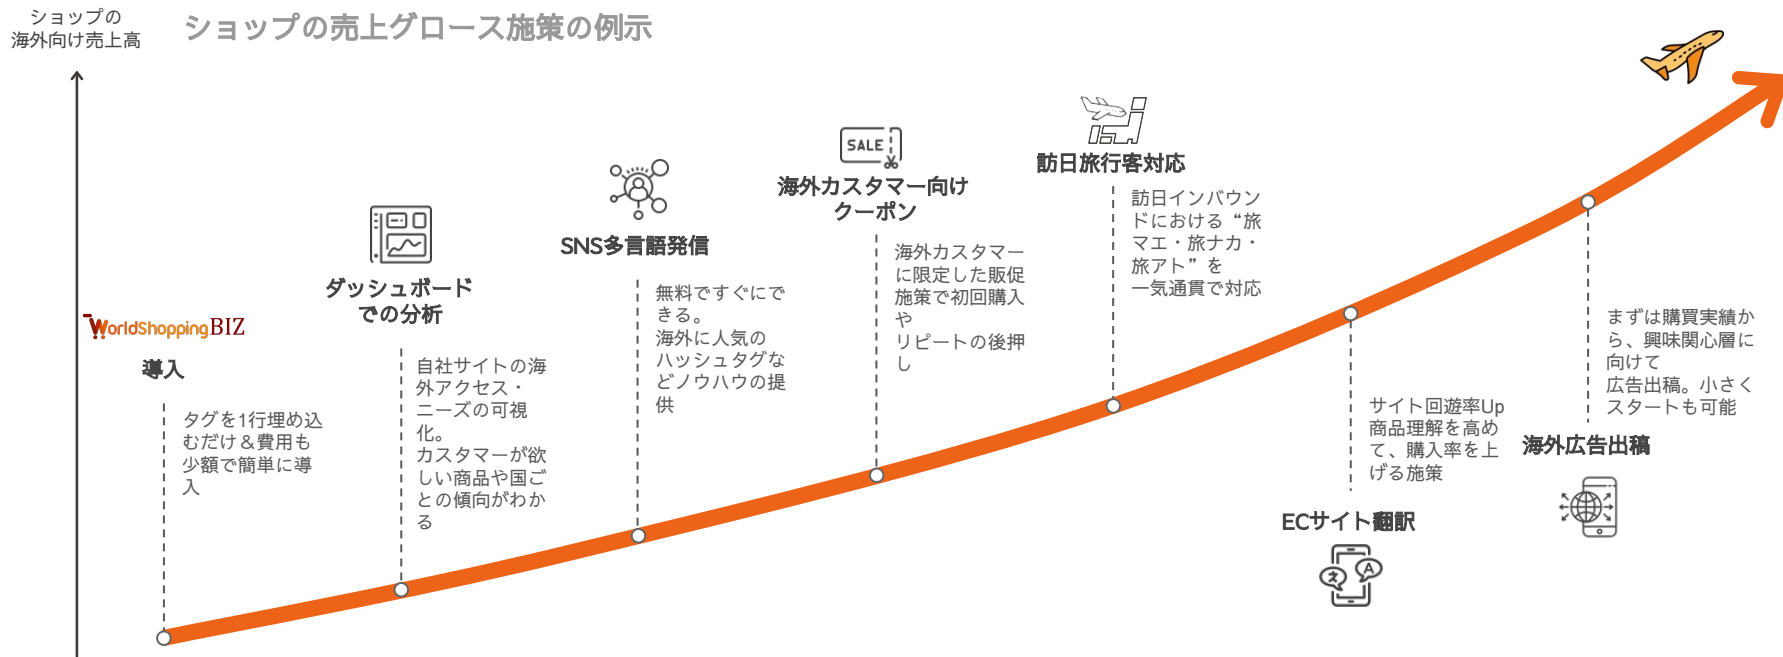 ショップの
海外向け売上高
ショップの売上グロース施策の例示
WorldShoppingBIZ
導入
タグを1行埋め込
むだけ＆費用も
少額で簡単に導
入
ダッシュボード
での分析
自社サイトの海
外アクセス・
ニーズの可視
化。
カスタマーが欲
しい商品や国ご
との傾向がわか
る
SNS多言語発信
無料ですぐにで
きる。
海外に人気の
ハッシュタグな
どノウハウの提
供
SALE
海外カスタマー向け
クーポン
海外カスタマー
に限定した販促
施策で初回購入
や
リピートの後押
し
訪日旅行客対応
訪日インバウン
ドにおける“旅
マエ・旅ナカ・
旅アト”を
一気通貫で対応
サイト回遊率Up
商品理解を高め
て、購入率を上
げる施策
ECサイト翻訳
文
A
まずは購買実績か
ら、興味関心層に
向けて
広告出稿。小さく
スタートも可能
海外広告出稿